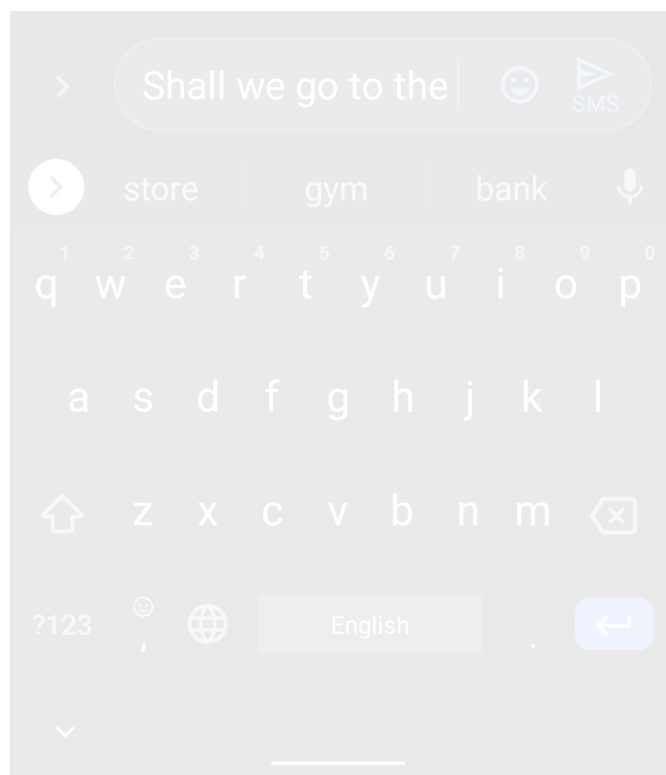 Shall we go to the
SMS
store gym bank
1 2 3 4 5 6 7 8 9 0
q w e r t y u i o p
a s d f g h j k l
z x c v b n m
?123 , English .